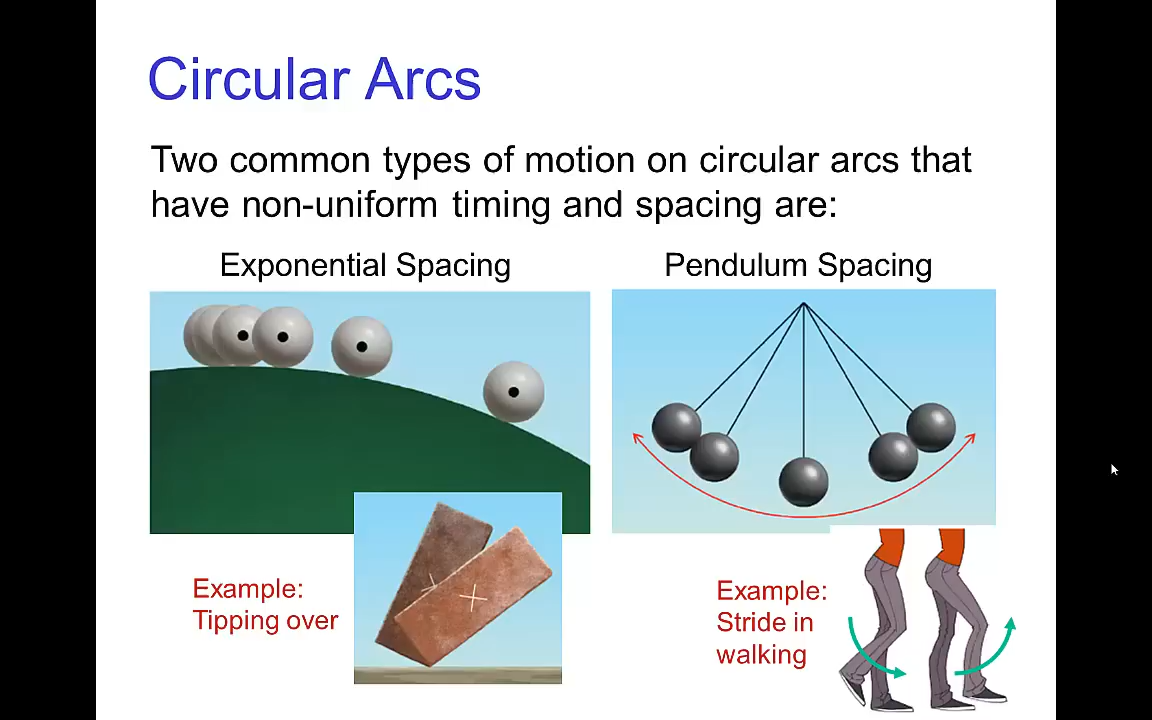 Circular Arcs
Two common types of motion on circular arcs that
have non-uniform timing and spacing are:
Exponential Spacing
Pendulum Spacing
Example:
Tipping over
Example:
Stride in
walking